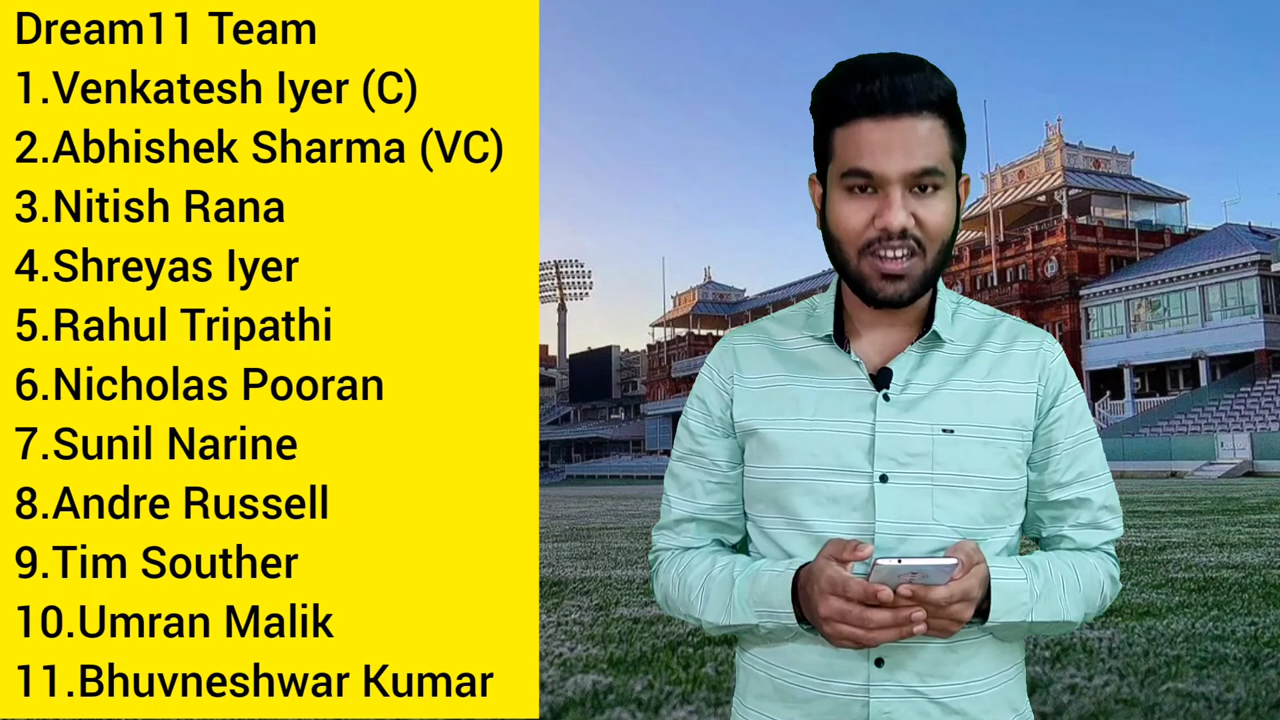 Dream11 Team
1.Venkatesh Iyer (C)
2.Abhishek Sharma (VC)
3.Nitish Rana
4.Shreyas Iyer
5.Rahul Tripathi
6.Nicholas Pooran
7.Sunil Narine
8.Andre Russell
9.Tim Souther
10.Umran Malik
11.Bhuvneshwar Kumar